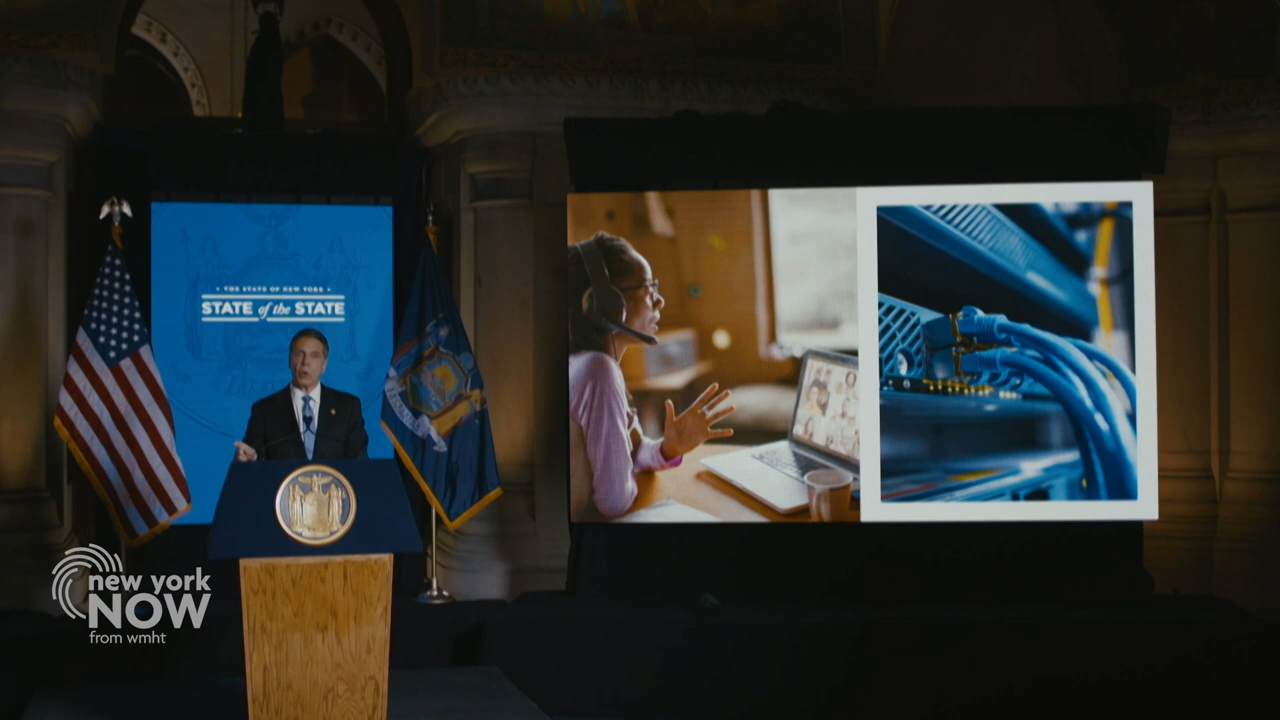 • THE STATE OF NEW YORK •
STATE of the STATE
new york
NOW
from wmht